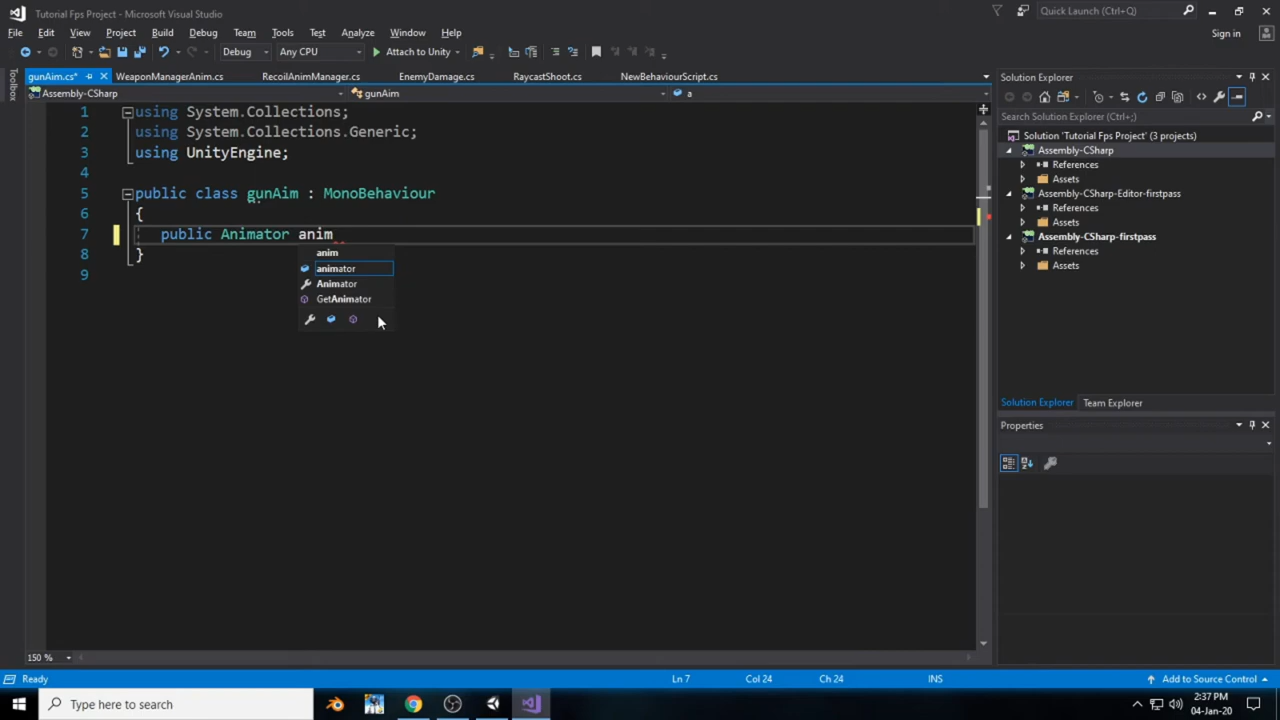 Tutorial Fps Project - Microsoft Visual Studio
Quick Launch (Ctrl+Q)
File Edit View Project Build Debug Team Tools Test Analyze Window Help
Sign in
Debug Any CPU Attach to Unity
Toolbox
gunAim.cs* WeaponManagerAnim.cs RecoilAnimManager.cs EnemyDamage.cs RaycastShoot.cs NewBehaviourScript.cs
Assembly-CSharp gunAim a
1 using System.Collections;
2 using System.Collections.Generic;
3 using UnityEngine;
4
5 public class gunAim : MonoBehaviour
6 {
7 public Animator anim
8 }
9
anim
animator
Animator
GetAnimator
Solution Explorer
Search Solution Explorer (Ctrl+;)
Solution 'Tutorial Fps Project' (3 projects)
Assembly-CSharp
References
Assets
Assembly-CSharp-Editor-firstpass
References
Assets
Assembly-CSharp-firstpass
References
Assets
Solution Explorer Team Explorer
Properties
150 %
Ready Ln 7 Col 24 Ch 24 INS Add to Source Control
Type here to search
2:37 PM
04-Jan-20